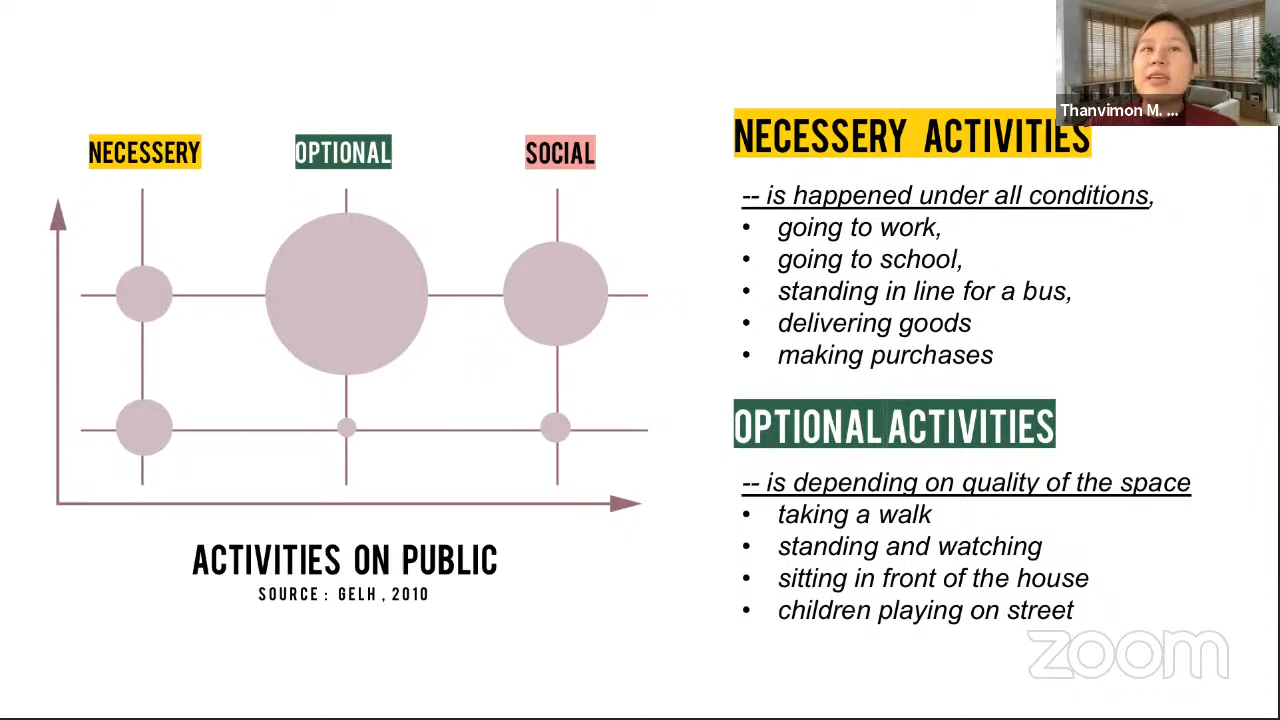 Thanvimon M. ...
NECESSERY
OPTIONAL
SOCIAL
ACTIVITIES ON PUBLIC
SOURCE : GELH , 2010
NECESSERY ACTIVITIES
-- is happened under all conditions,
• going to work,
• going to school,
• standing in line for a bus,
• delivering goods
• making purchases
OPTIONAL ACTIVITIES
-- is depending on quality of the space
• taking a walk
• standing and watching
• sitting in front of the house
• children playing on street
zoom